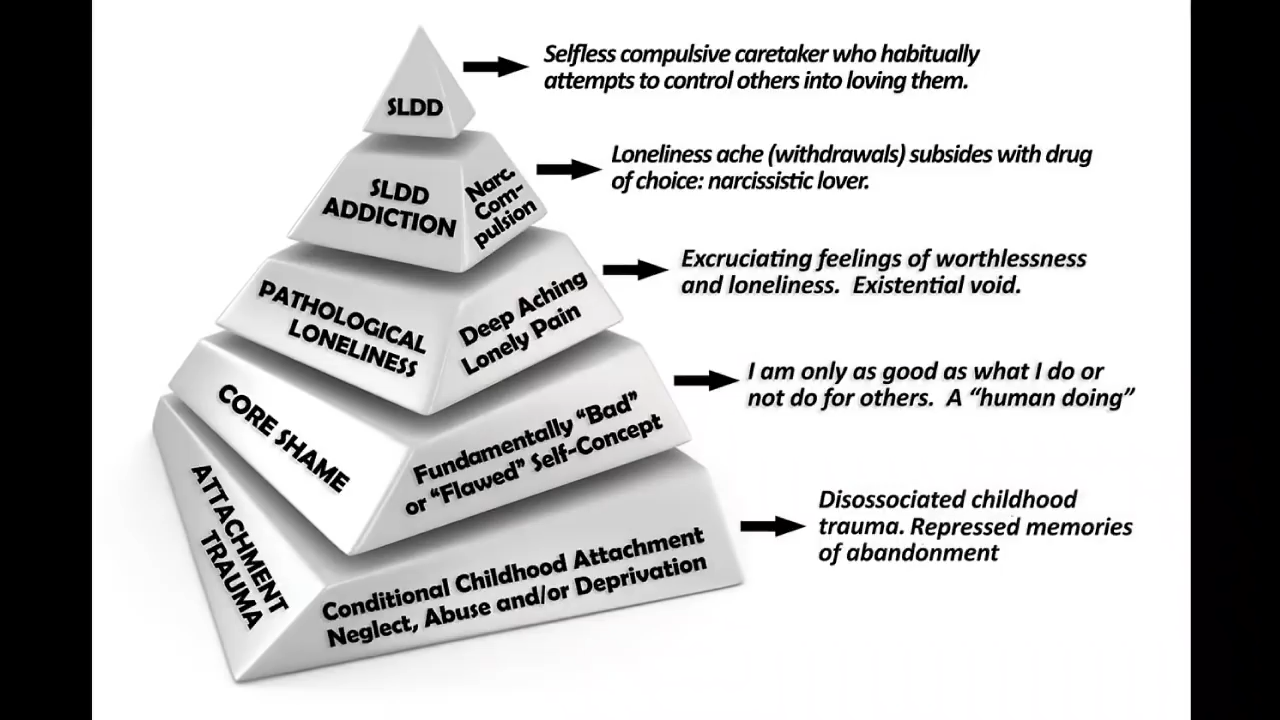 SLDD
Selfless compulsive caretaker who habitually
attempts to control others into loving them.
SLDD
ADDICTION
Narc.
Com-
pulsion
Loneliness ache (withdrawals) subsides with drug
of choice: narcissistic lover.
PATHOLOGICAL
LONELINESS
Deep Aching
Lonely Pain
Excruciating feelings of worthlessness
and loneliness.  Existential void.
CORE SHAME
Fundamentally "Bad"
or "Flawed" Self-Concept
I am only as good as what I do or
not do for others.  A “human doing”
ATTACHMENT
TRAUMA
Conditional Childhood Attachment
Neglect, Abuse and/or Deprivation
Disossociated childhood
trauma. Repressed memories
of abandonment